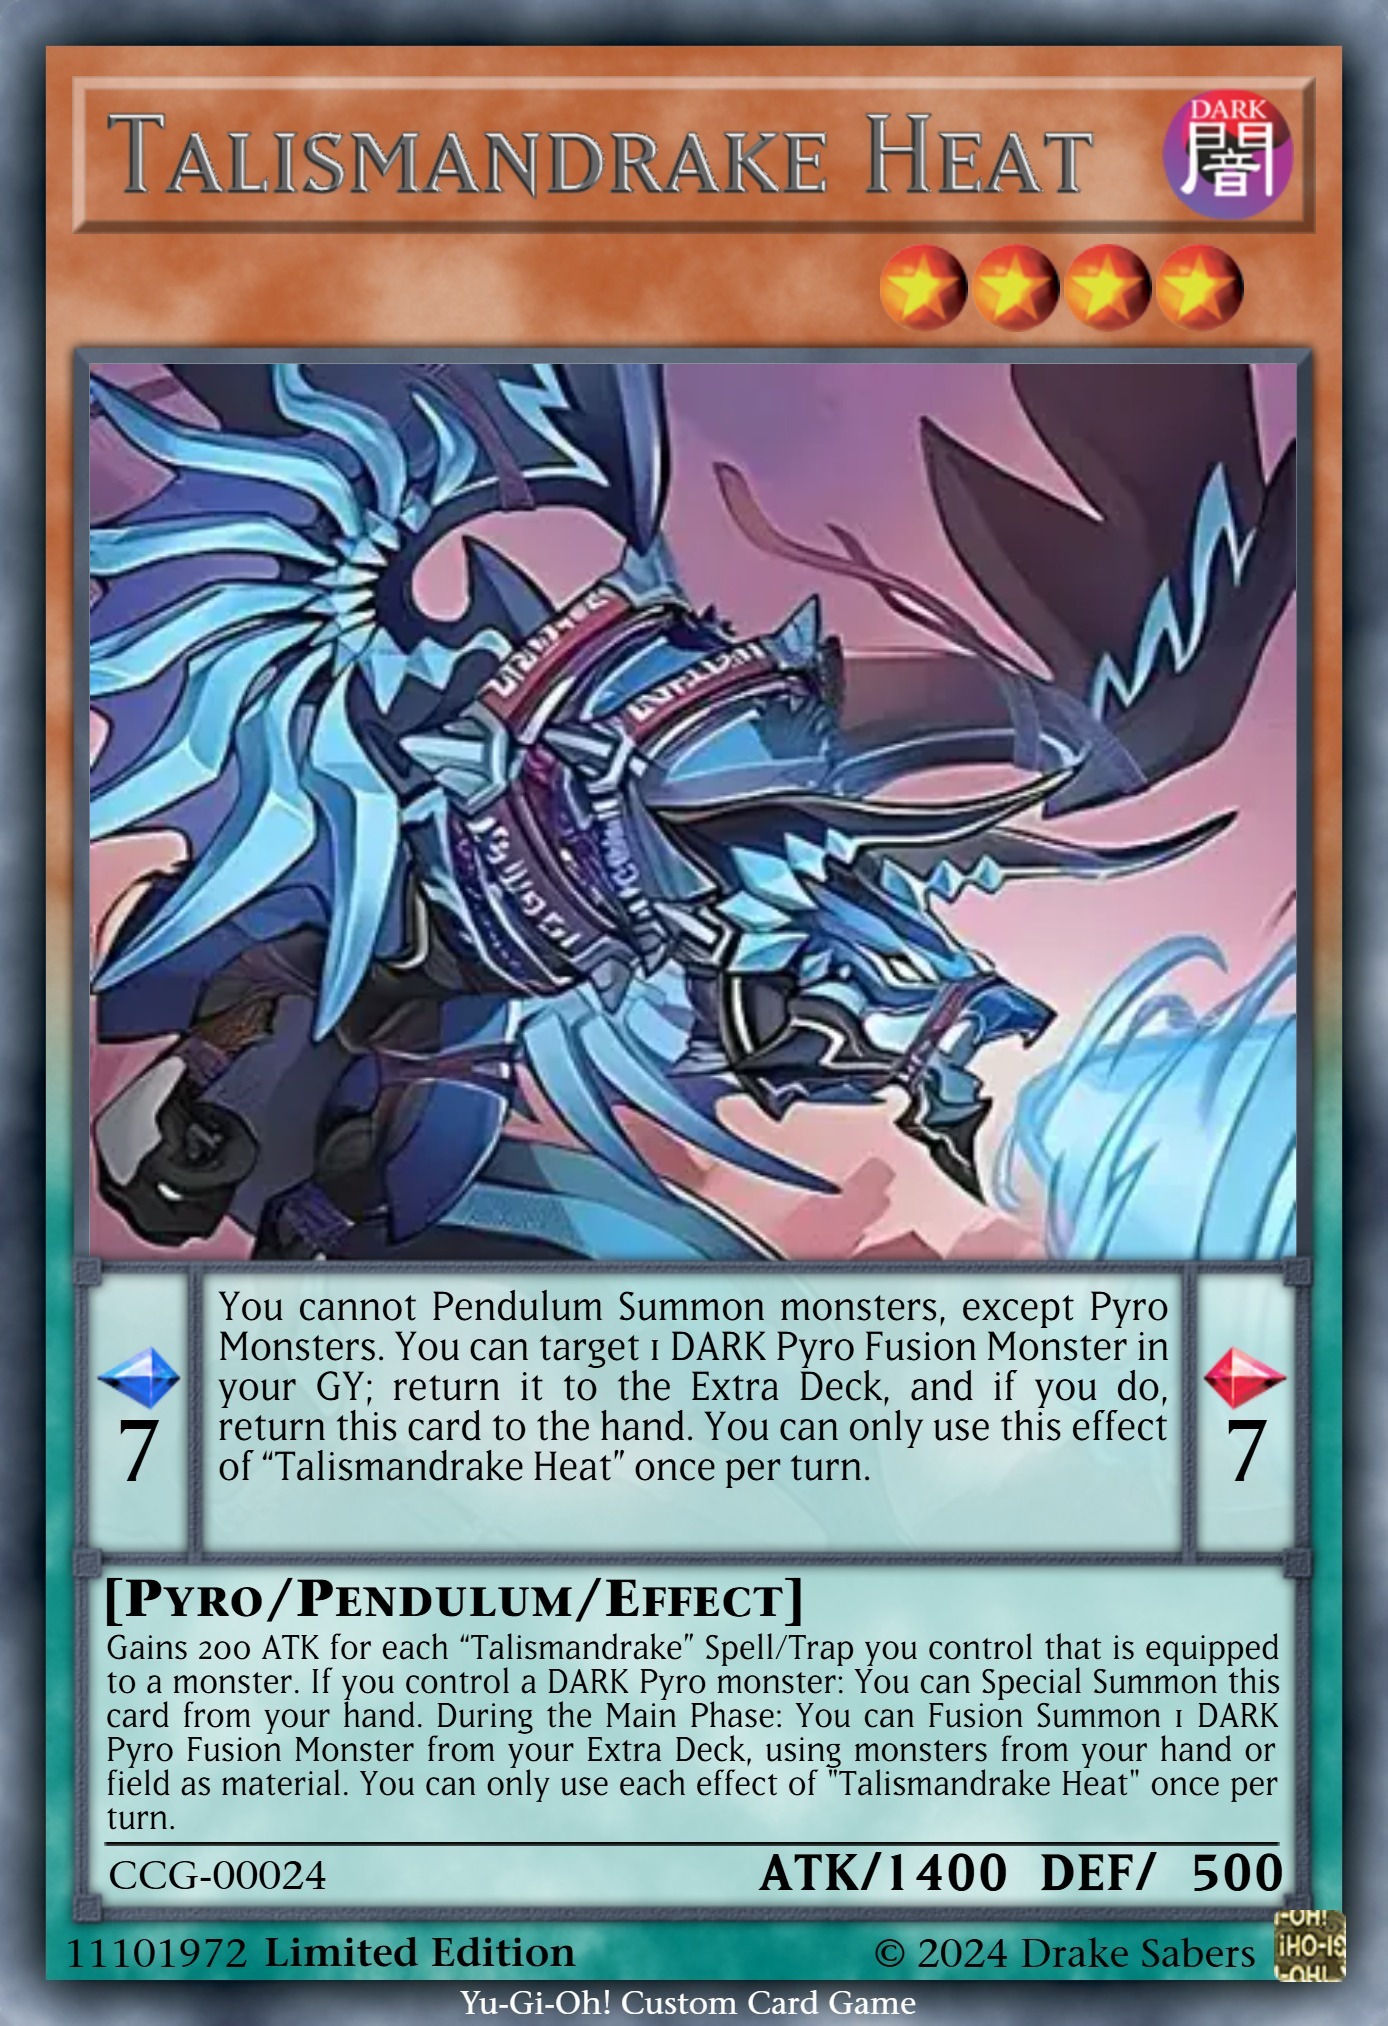 TALISMANDRAKE HEAT
DARK
闇
You cannot Pendulum Summon monsters, except Pyro
Monsters. You can target 1 DARK Pyro Fusion Monster in
your GY; return it to the Extra Deck, and if you do,
return this card to the hand. You can only use this effect
of “Talismandrake Heat” once per turn.
7
7
[PYRO/PENDULUM/EFFECT]
Gains 200 ATK for each “Talismandrake” Spell/Trap you control that is equipped
to a monster. If you control a DARK Pyro monster: You can Special Summon this
card from your hand. During the Main Phase: You can Fusion Summon 1 DARK
Pyro Fusion Monster from your Extra Deck, using monsters from your hand or
field as material. You can only use each effect of "Talismandrake Heat" once per
turn.
CCG-00024
ATK/1400 DEF/ 500
11101972 Limited Edition
© 2024 Drake Sabers
Yu-Gi-Oh! Custom Card Game